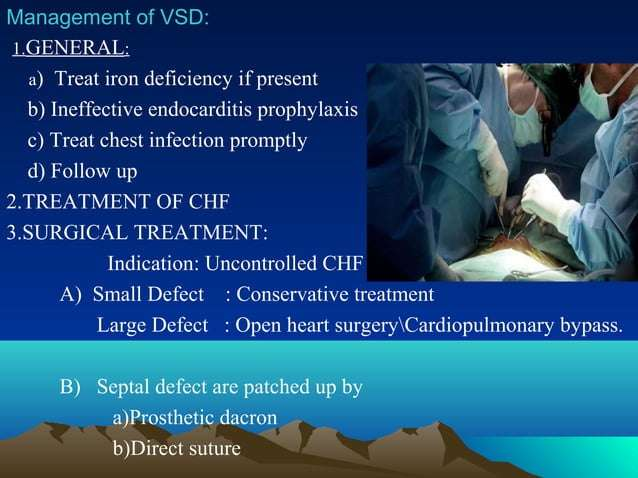 Management of VSD:
1.GENERAL:
a) Treat iron deficiency if present
b) Ineffective endocarditis prophylaxis
c) Treat chest infection promptly
d) Follow up
2.TREATMENT OF CHF
3.SURGICAL TREATMENT:
Indication: Uncontrolled CHF
A) Small Defect : Conservative treatment
Large Defect : Open heart surgery\Cardiopulmonary bypass.
B) Septal defect are patched up by
a)Prosthetic dacron
b)Direct suture